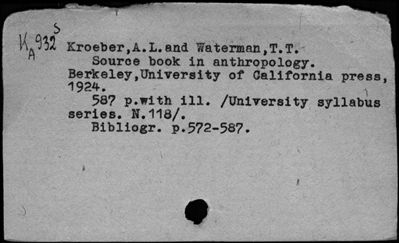 K A 932 S
Kroeber,A.L.and Waterman,T.T.
Source book in anthropology.
Berkeley,University of California press,
1924.
587 p.with ill. /University syllabus
series. N.118/.
Bibliogr. p.572-587.